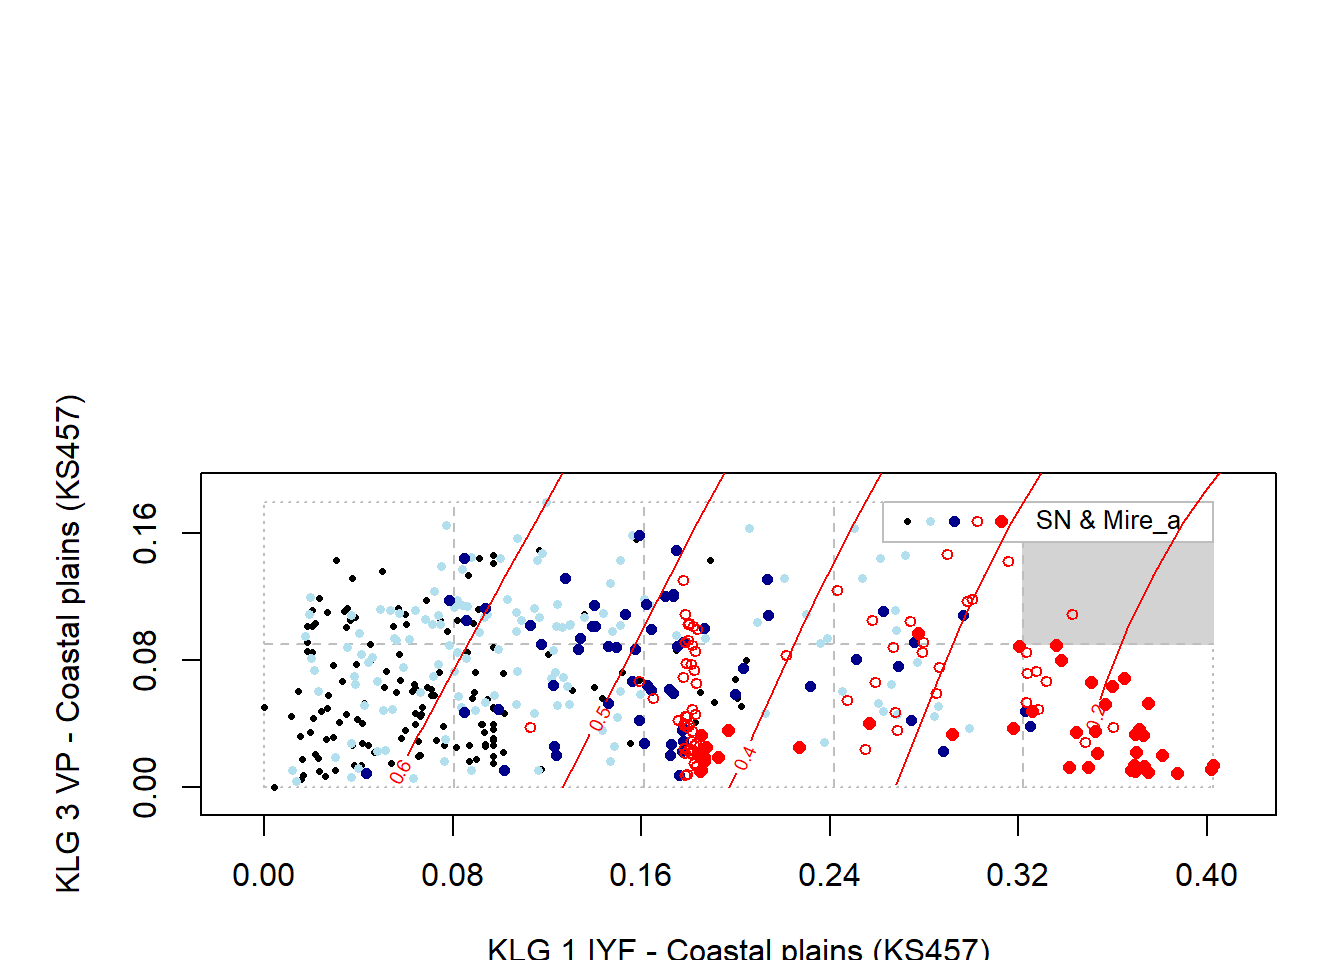 KLG 3 VP - Coastal plains (KS457)
0.16
0.08
0.00
SN & Mire_a
0.6
0.5
0.4
0.2
0.00 0.08 0.16 0.24 0.32 0.40
KLG 1 IYF - Coastal plains (KS457)